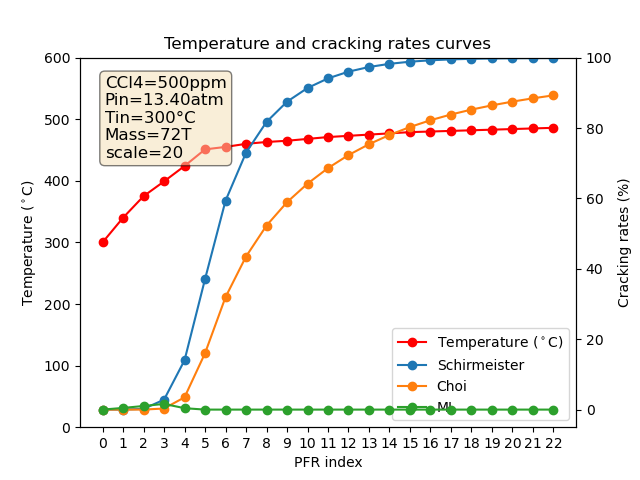 Temperature and cracking rates curves
CCl4=500ppm
Pin=13.40atm
Tin=300°C
Mass=72T
scale=20
600
500
400
300
200
100
0
Temperature (°C)
100
80
60
40
20
0
Cracking rates (%)
Temperature (°C)
Schirmeister
Choi
0 1 2 3 4 5 6 7 8 9 10 11 12 13 14 15 16 17 18 19 20 21 22
PFR index